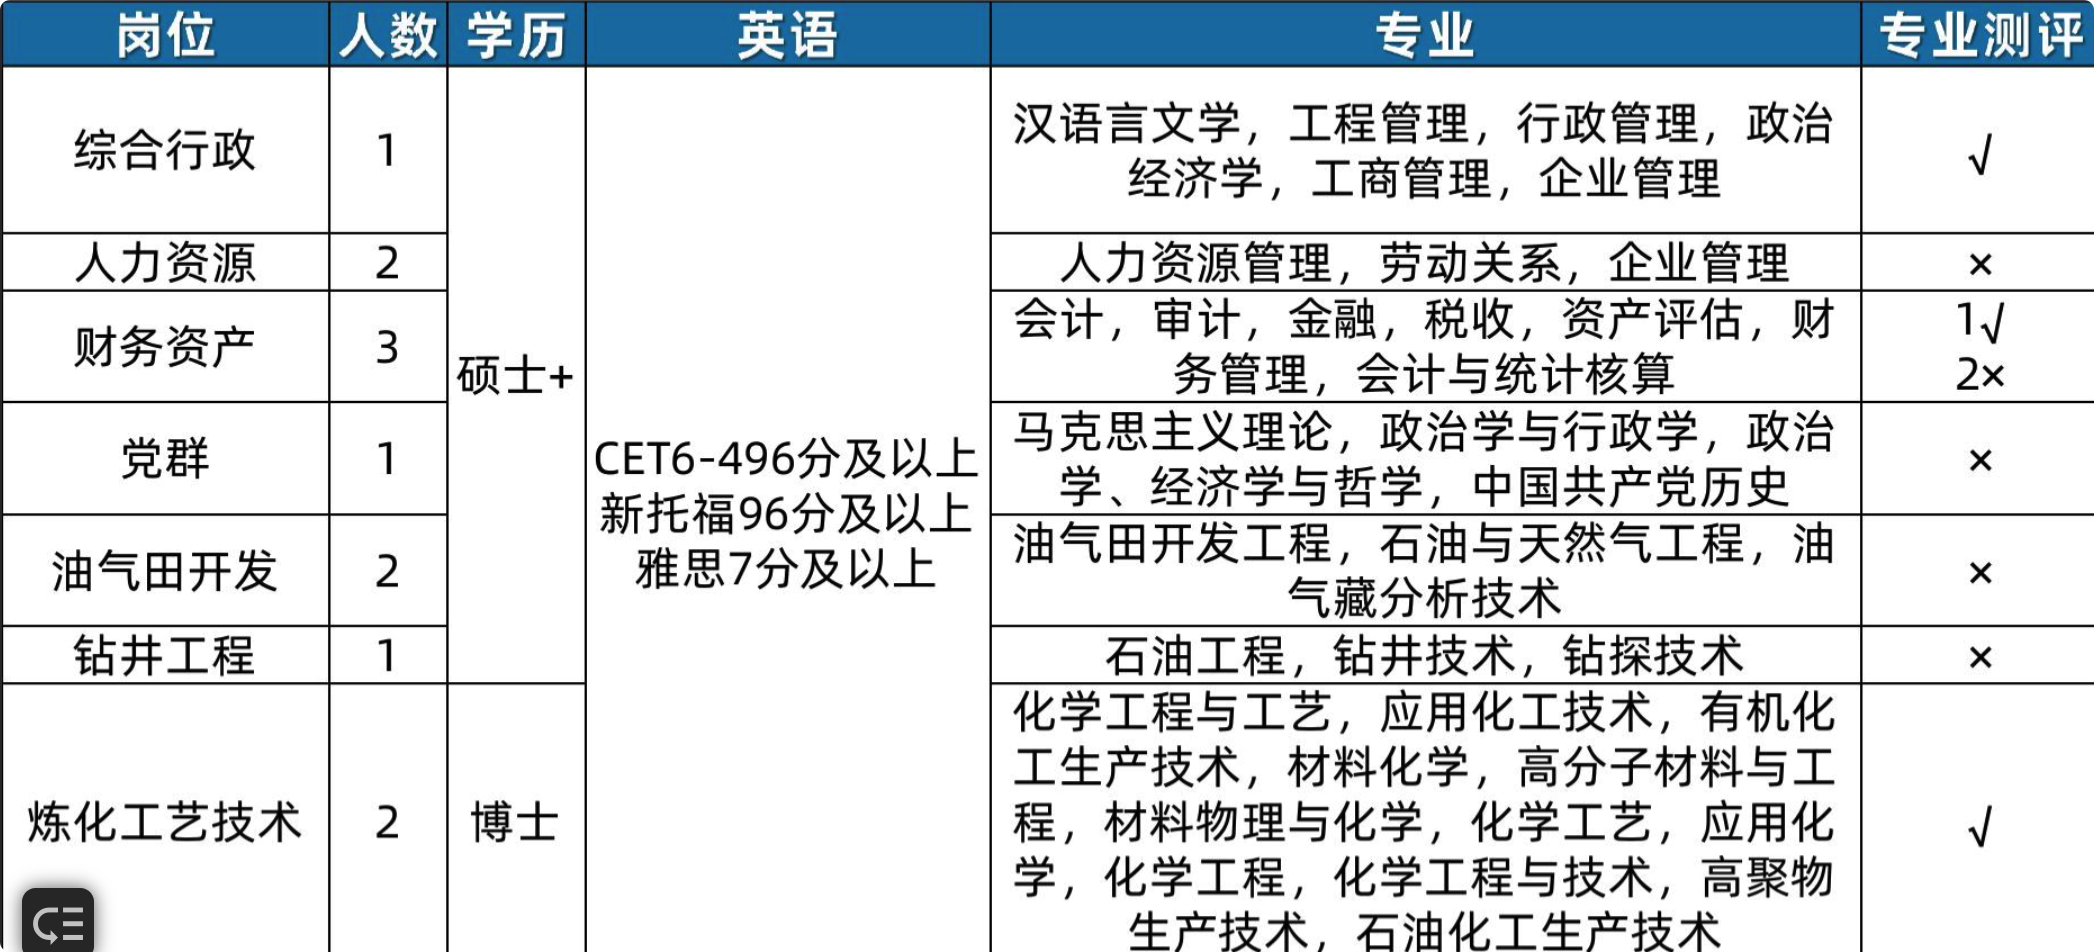 岗位 人数 学历 英语 专业 专业测评
综合行政 1 硕士+ CET6-496分及以上
新托福96分及以上
雅思7分及以上
汉语言文学，工程管理，行政管理，政治
经济学，工商管理，企业管理
√
人力资源 2 人力资源管理，劳动关系，企业管理 ×
财务资产 3 会计，审计，金融，税收，资产评估，财
务管理，会计与统计核算
1√
2×
党群 1 马克思主义理论，政治学与行政学，政治
学、经济学与哲学，中国共产党历史
×
油气田开发 2 油气田开发工程，石油与天然气工程，油
气藏分析技术
×
钻井工程 1 石油工程，钻井技术，钻探技术 ×
炼化工艺技术 2 博士 化学工程与工艺，应用化工技术，有机化
工生产技术，材料化学，高分子材料与工
程，材料物理与化学，化学工艺，应用化
学，化学工程，化学工程与技术，高聚物
生产技术，石油化工生产技术
√